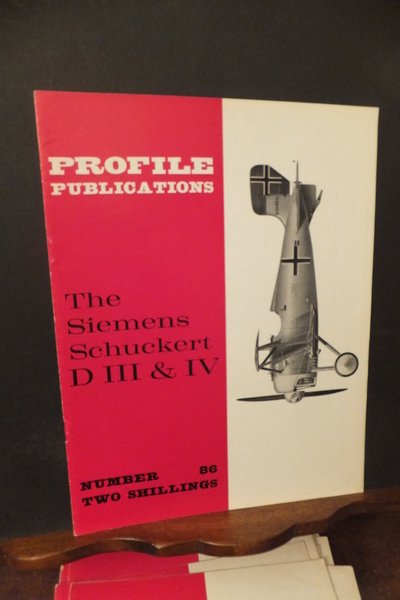 PROFILE
PUBLICATIONS
The
Siemens
Schuckert
D III & IV
NUMBER 86
TWO SHILLINGS